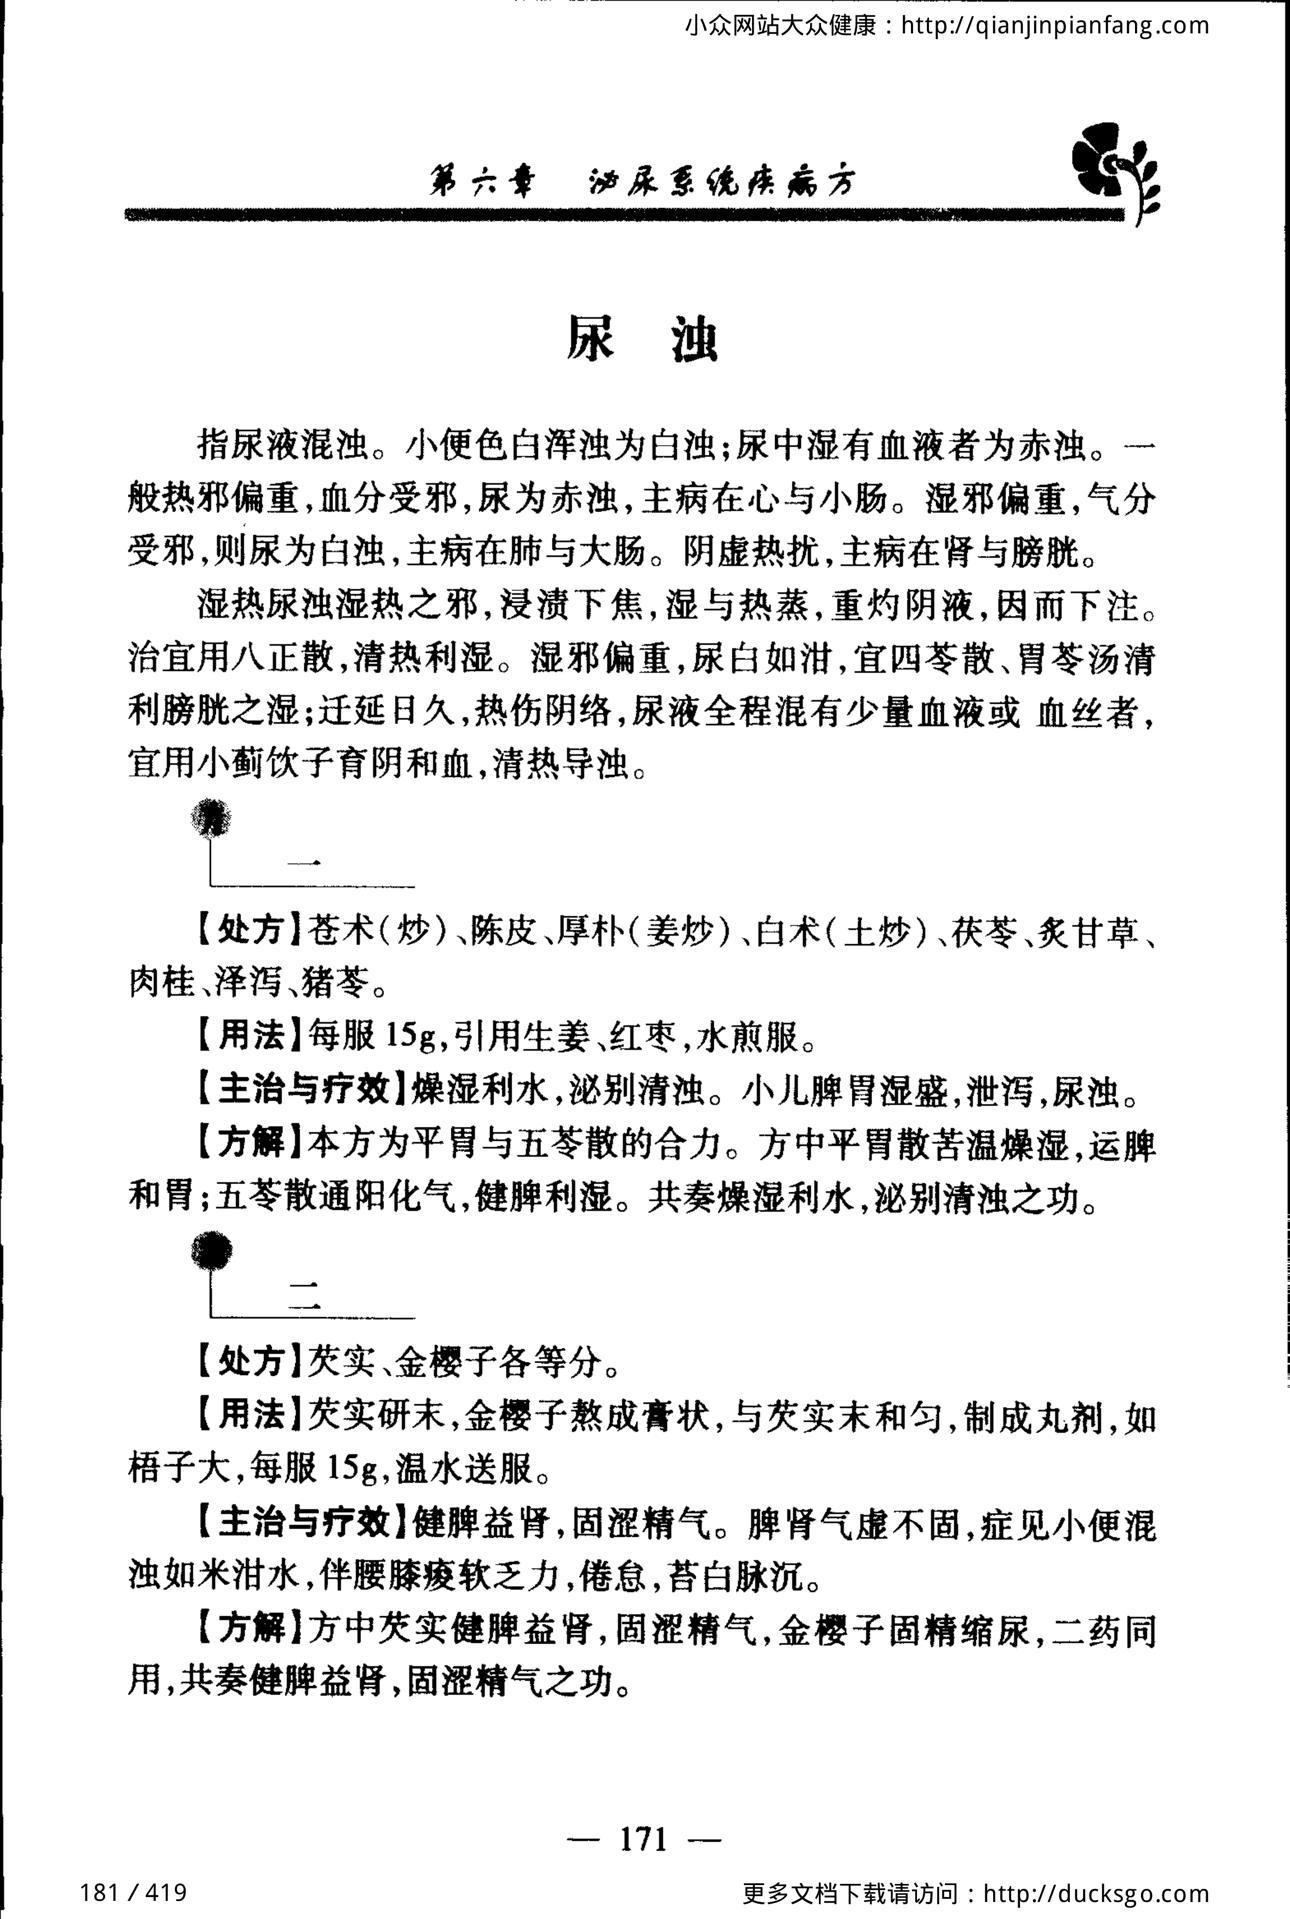 小众网站大众健康：http://qianjinpianfang.com
第六章 泌尿系统疾病方
尿 浊
指尿液混浊。小便色白浑浊为白浊；尿中湿有血液者为赤浊。一
般热邪偏重，血分受邪，尿为赤浊，主病在心与小肠。湿邪偏重，气分
受邪，则尿为白浊，主病在肺与大肠。阴虚热扰，主病在肾与膀胱。
湿热尿浊湿热之邪，浸渍下焦，湿与热蒸，重灼阴液，因而下注。
治宜用八正散，清热利湿。湿邪偏重，尿白如泔，宜四苓散、胃苓汤清
利膀胱之湿；迁延日久，热伤阴络，尿液全程混有少量血液或 血丝者，
宜用小蓟饮子育阴和血，清热导浊。
方
一
【处方】苍术（炒）、陈皮、厚朴（姜炒）、白术（土炒）、茯苓、炙甘草、
肉桂、泽泻、猪苓。
【用法】每服 15g，引用生姜、红枣，水煎服。
【主治与疗效】燥湿利水，泌别清浊。小儿脾胃湿盛，泄泻，尿浊。
【方解】本方为平胃与五苓散的合力。方中平胃散苦温燥湿，运脾
和胃；五苓散通阳化气，健脾利湿。共奏燥湿利水，泌别清浊之功。
二
【处方】芡实、金樱子各等分。
【用法】芡实研末，金樱子熬成膏状，与芡实末和匀，制成丸剂，如
梧子大，每服 15g，温水送服。
【主治与疗效】健脾益肾，固涩精气。脾肾气虚不固，症见小便混
浊如米泔水，伴腰膝痠软乏力，倦怠，苔白脉沉。
【方解】方中芡实健脾益肾，固涩精气，金樱子固精缩尿，二药同
用，共奏健脾益肾，固涩精气之功。
— 171 —
181 / 419
更多文档下载请访问：http://ducksgo.com